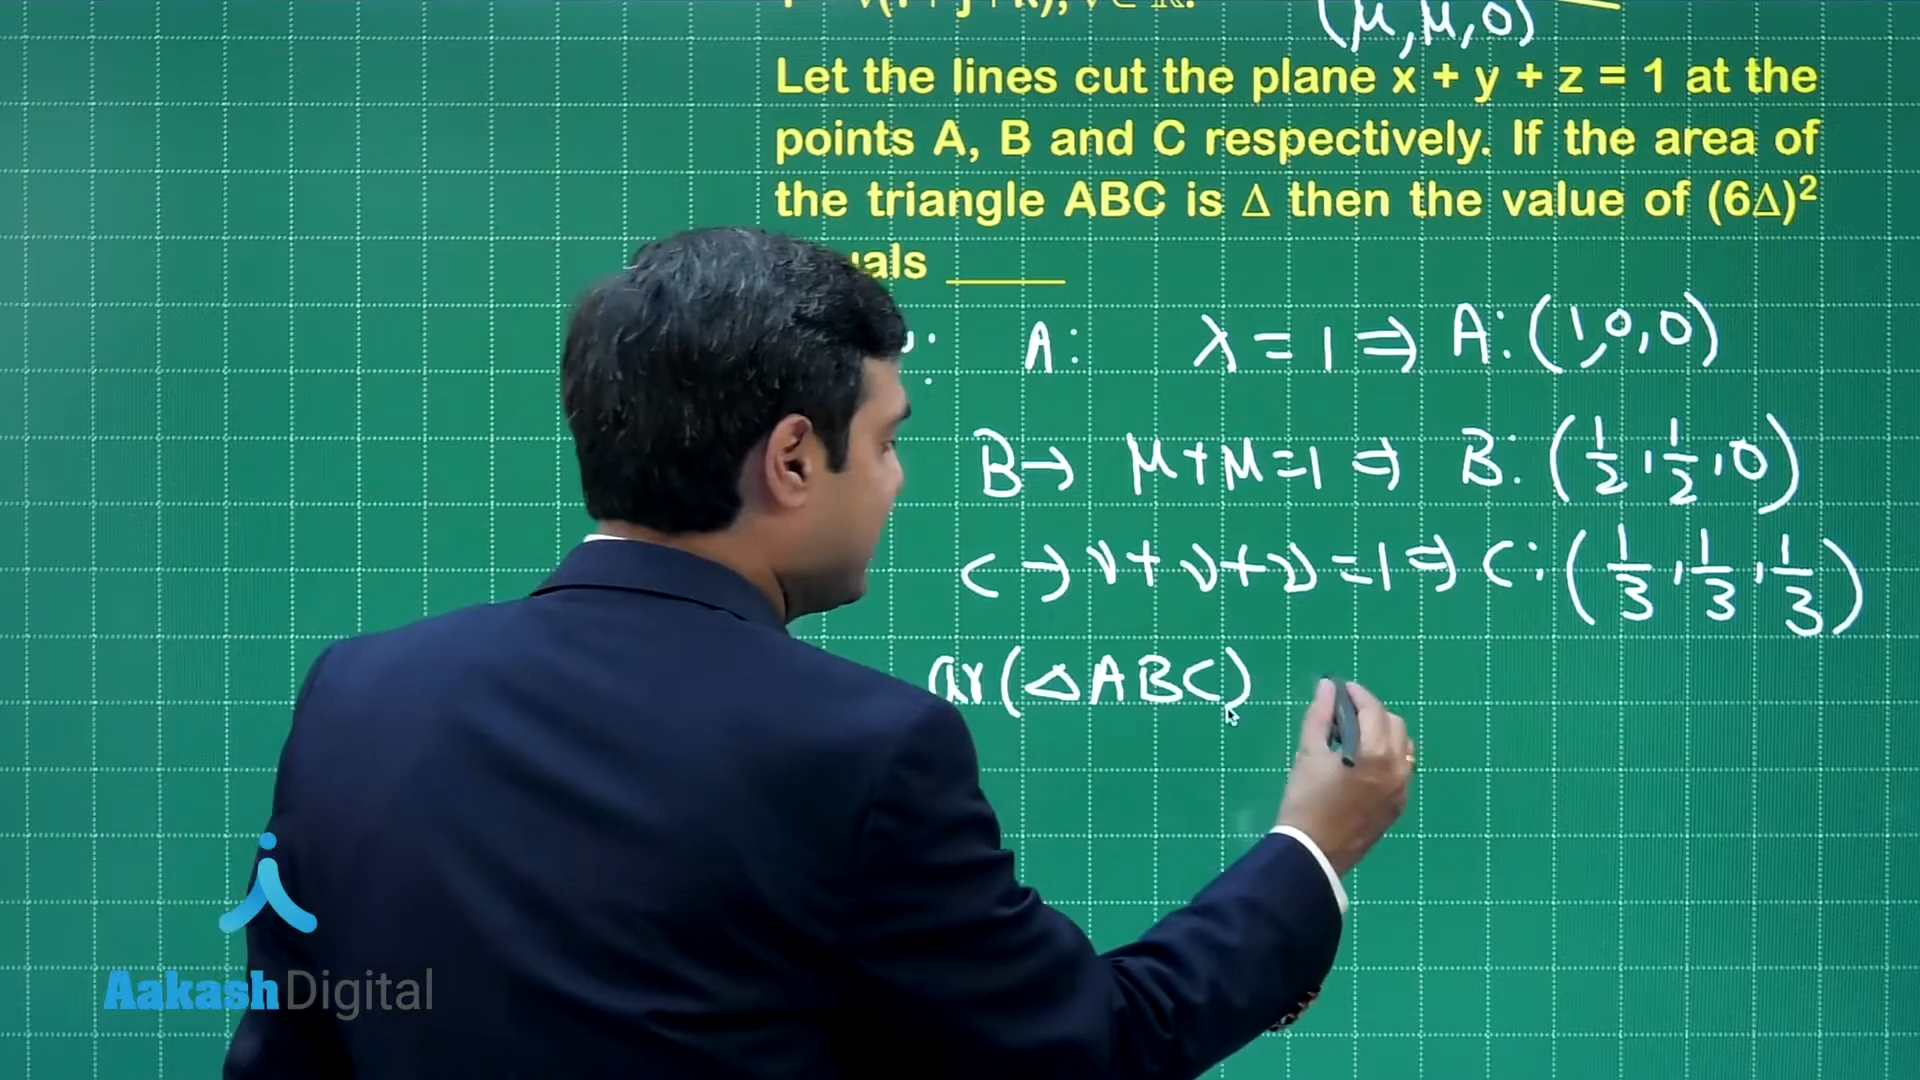 (μ, μ, 0)
Let the lines cut the plane x + y + z = 1 at the
points A, B and C respectively. If the area of
the triangle ABC is Δ then the value of (6Δ)²
als ____
A: λ = 1 ⇒ A: (1, 0, 0)
B → μ + μ = 1 ⇒ B: (1/2, 1/2, 0)
C → ν + ν + ν = 1 ⇒ C: (1/3, 1/3, 1/3)
ar(ΔABC)
Aakash Digital